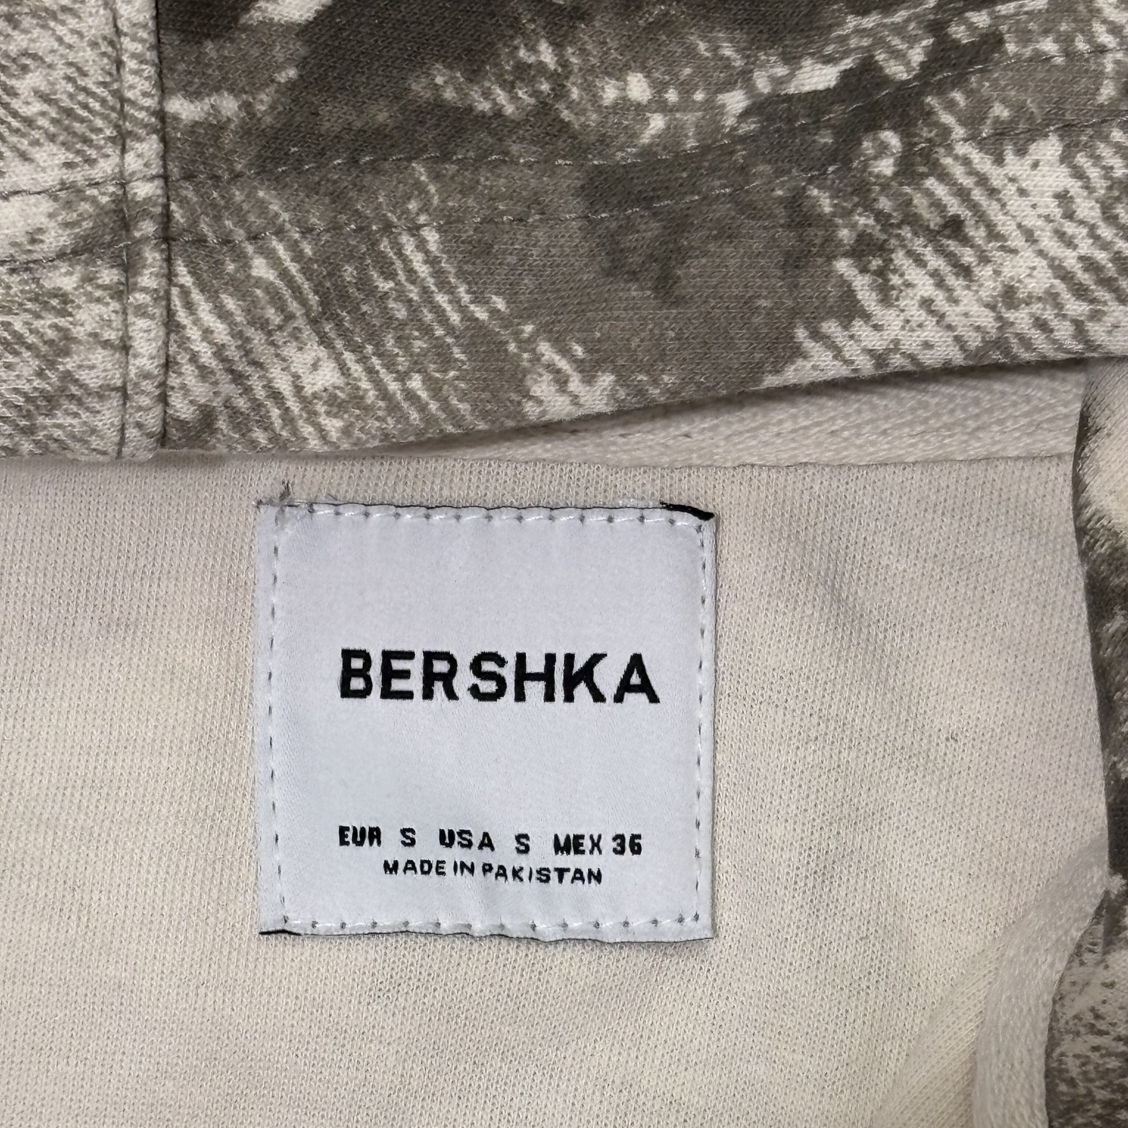 BERSHKA
EUR S USA S MEX 36
MADE IN PAKISTAN